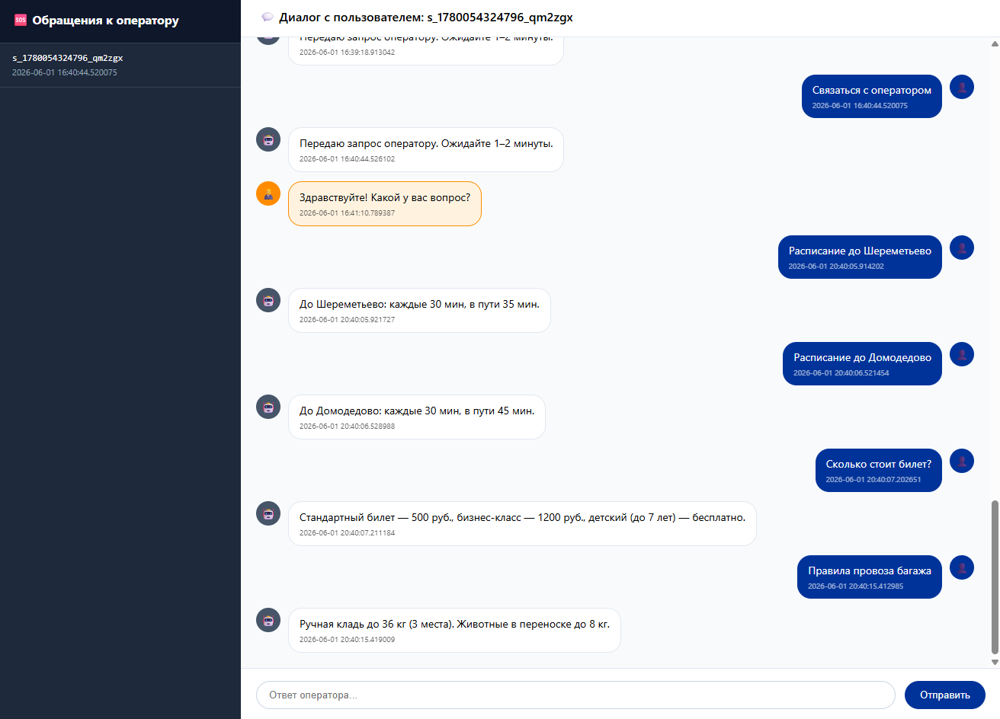 SOS Обращения к оператору
s_1780054324796_qm2zgx
2026-06-01 16:40:44.520075
Диалог с пользователем: s_1780054324796_qm2zgx
Передаю запрос оператору. Ожидайте 1–2 минуты.
2026-06-01 16:39:18.913042
Связаться с оператором
2026-06-01 16:40:44.520075
Передаю запрос оператору. Ожидайте 1–2 минуты.
2026-06-01 16:40:44.526102
Здравствуйте! Какой у вас вопрос?
2026-06-01 16:41:10.789387
Расписание до Шереметьево
2026-06-01 20:40:05.914202
До Шереметьево: каждые 30 мин, в пути 35 мин.
2026-06-01 20:40:05.921727
Расписание до Домодедово
2026-06-01 20:40:06.521454
До Домодедово: каждые 30 мин, в пути 45 мин.
2026-06-01 20:40:06.528988
Сколько стоит билет?
2026-06-01 20:40:07.202651
Стандартный билет — 500 руб., бизнес-класс — 1200 руб., детский (до 7 лет) — бесплатно.
2026-06-01 20:40:07.211184
Правила провоза багажа
2026-06-01 20:40:15.412985
Ручная кладь до 36 кг (3 места). Животные в переноске до 8 кг.
2026-06-01 20:40:15.419009
Ответ оператора...
Отправить